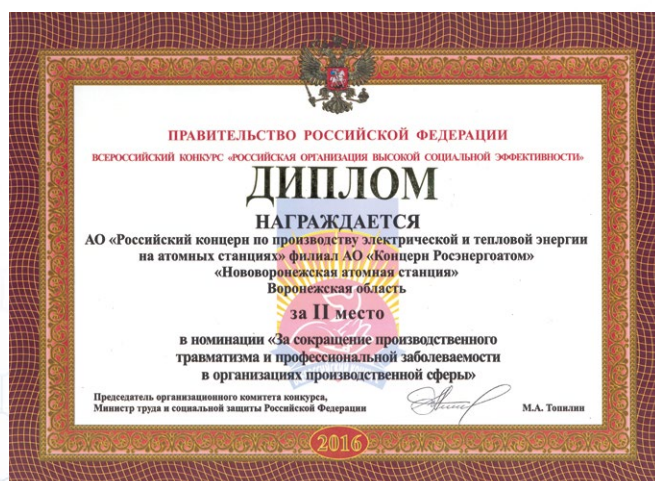 ПРАВИТЕЛЬСТВО РОССИЙСКОЙ ФЕДЕРАЦИИ
ВСЕРОССИЙСКИЙ КОНКУРС «РОССИЙСКАЯ ОРГАНИЗАЦИЯ ВЫСОКОЙ СОЦИАЛЬНОЙ ЭФФЕКТИВНОСТИ»
ДИПЛОМ
НАГРАЖДАЕТСЯ
АО «Российский концерн по производству электрической и тепловой энергии
на атомных станциях» филиал АО «Концерн Росэнергоатом»
«Нововоронежская атомная станция»
Воронежская область
за II место
в номинации «За сокращение производственного
травматизма и профессиональной заболеваемости
в организациях производственной сферы»
Председатель организационного комитета конкурса,
Министр труда и социальной защиты Российской Федерации М.А. Топилин
2016